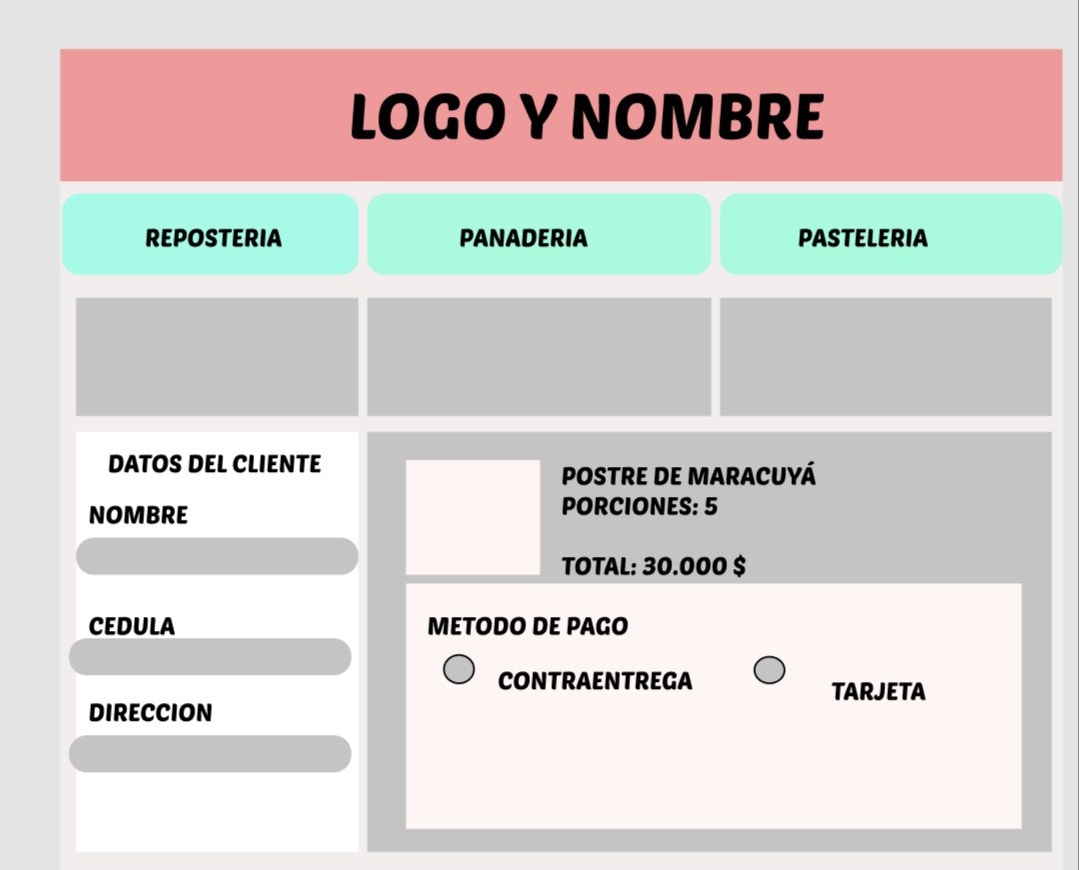 LOGO Y NOMBRE
REPOSTERIA
PANADERIA
PASTELERIA
DATOS DEL CLIENTE
NOMBRE
CEDULA
DIRECCION
POSTRE DE MARACUYÁ
PORCIONES: 5
TOTAL: 30.000 $
METODO DE PAGO
CONTRAENTREGA
TARJETA